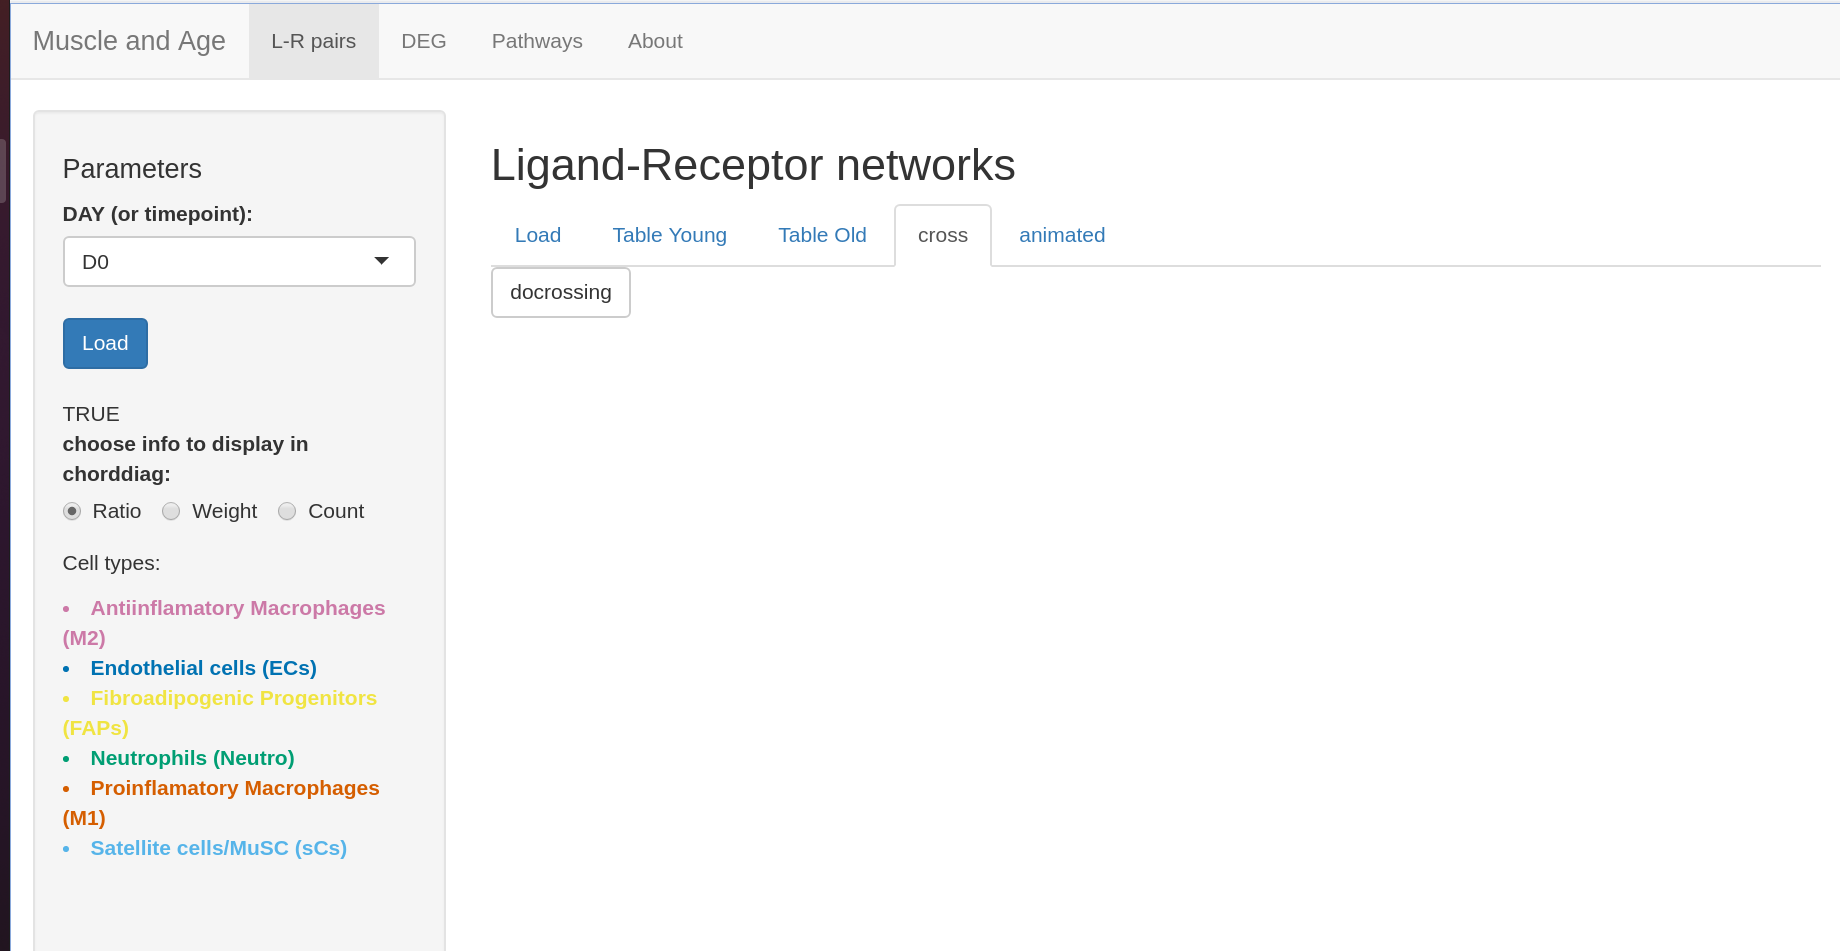 Muscle and Age L-R pairs DEG Pathways About
Parameters
DAY (or timepoint):
D0
Load
TRUE
choose info to display in
chorddiag:
Ratio Weight Count
Cell types:
• Antiinflamatory Macrophages
(M2)
• Endothelial cells (ECs)
• Fibroadipogenic Progenitors
(FAPs)
• Neutrophils (Neutro)
• Proinflamatory Macrophages
(M1)
• Satellite cells/MuSC (sCs)
Ligand-Receptor networks
Load Table Young Table Old cross animated
docrossing